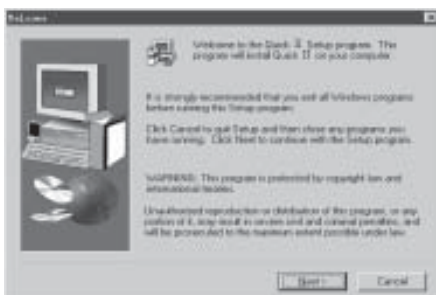 Welcome
Welcome to the Quick II Setup program. This
program will install Quick II on your computer.
It is strongly recommended that you exit all Windows programs
before running this Setup program.
Click Cancel to quit Setup and then close any programs you
have running. Click Next to continue with the Setup program.
WARNING: This program is protected by copyright law and
international treaties.
Unauthorized reproduction or distribution of this program, or any
portion of it, may result in severe civil and criminal penalties, and
will be prosecuted to the maximum extent possible under law.
Next >
Cancel